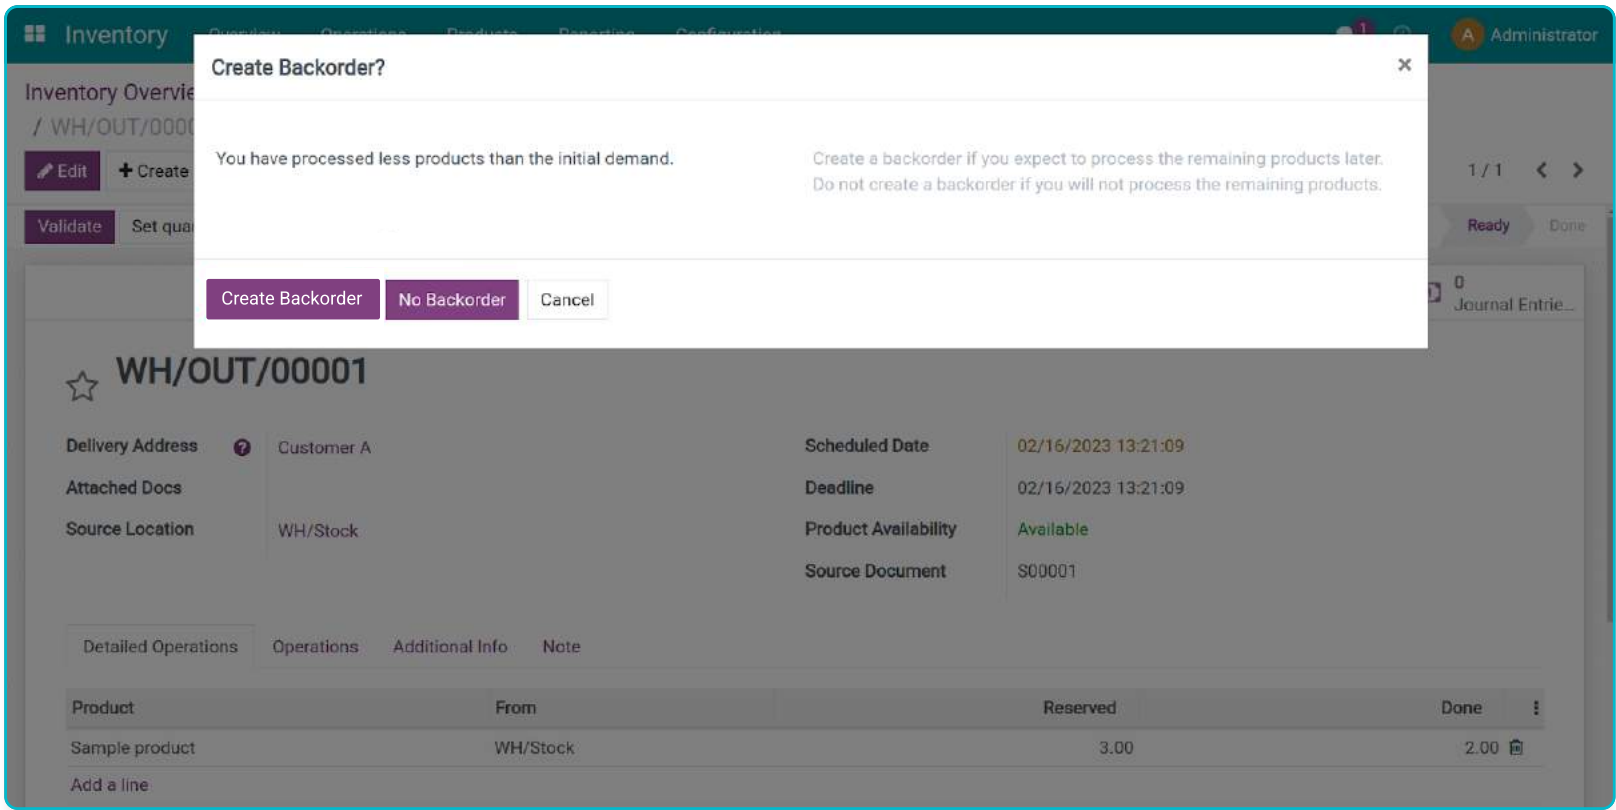 Inventory
1
A Administrator
Create Backorder? ×
Inventory Overvie
/ WH/OUT/0000
You have processed less products than the initial demand.
Create a backorder if you expect to process the remaining products later.
Do not create a backorder if you will not process the remaining products.
Edit + Create
1 / 1
Validate Set qua
Ready Done
Create Backorder No Backorder Cancel
0
Journal Entrie...
WH/OUT/00001
Delivery Address ? Customer A
Scheduled Date 02/16/2023 13:21:09
Attached Docs
Deadline 02/16/2023 13:21:09
Source Location WH/Stock
Product Availability Available
Source Document S00001
Detailed Operations Operations Additional Info Note
Product From Reserved Done
Sample product WH/Stock 3.00 2.00
Add a line